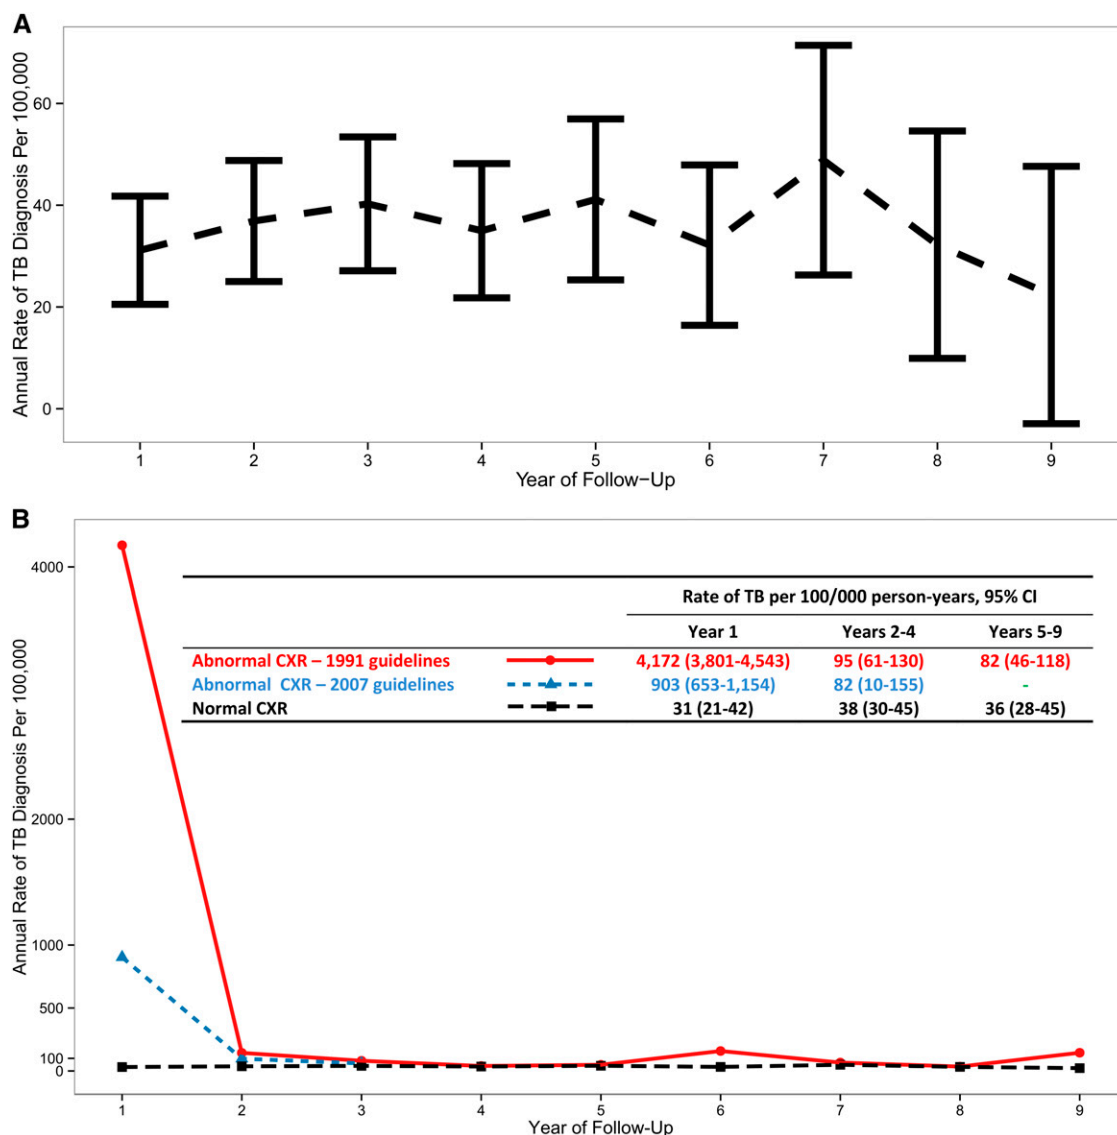 A
Annual Rate of TB Diagnosis Per 100,000
60
40
20
0
1 2 3 4 5 6 7 8 9
Year of Follow−Up
B
Annual Rate of TB Diagnosis Per 100,000
4000
2000
1000
500
100
0
Rate of TB per 100/000 person-years, 95% CI
Year 1 Years 2-4 Years 5-9
Abnormal CXR – 1991 guidelines 4,172 (3,801-4,543) 95 (61-130) 82 (46-118)
Abnormal CXR – 2007 guidelines 903 (653-1,154) 82 (10-155) -
Normal CXR 31 (21-42) 38 (30-45) 36 (28-45)
1 2 3 4 5 6 7 8 9
Year of Follow-Up